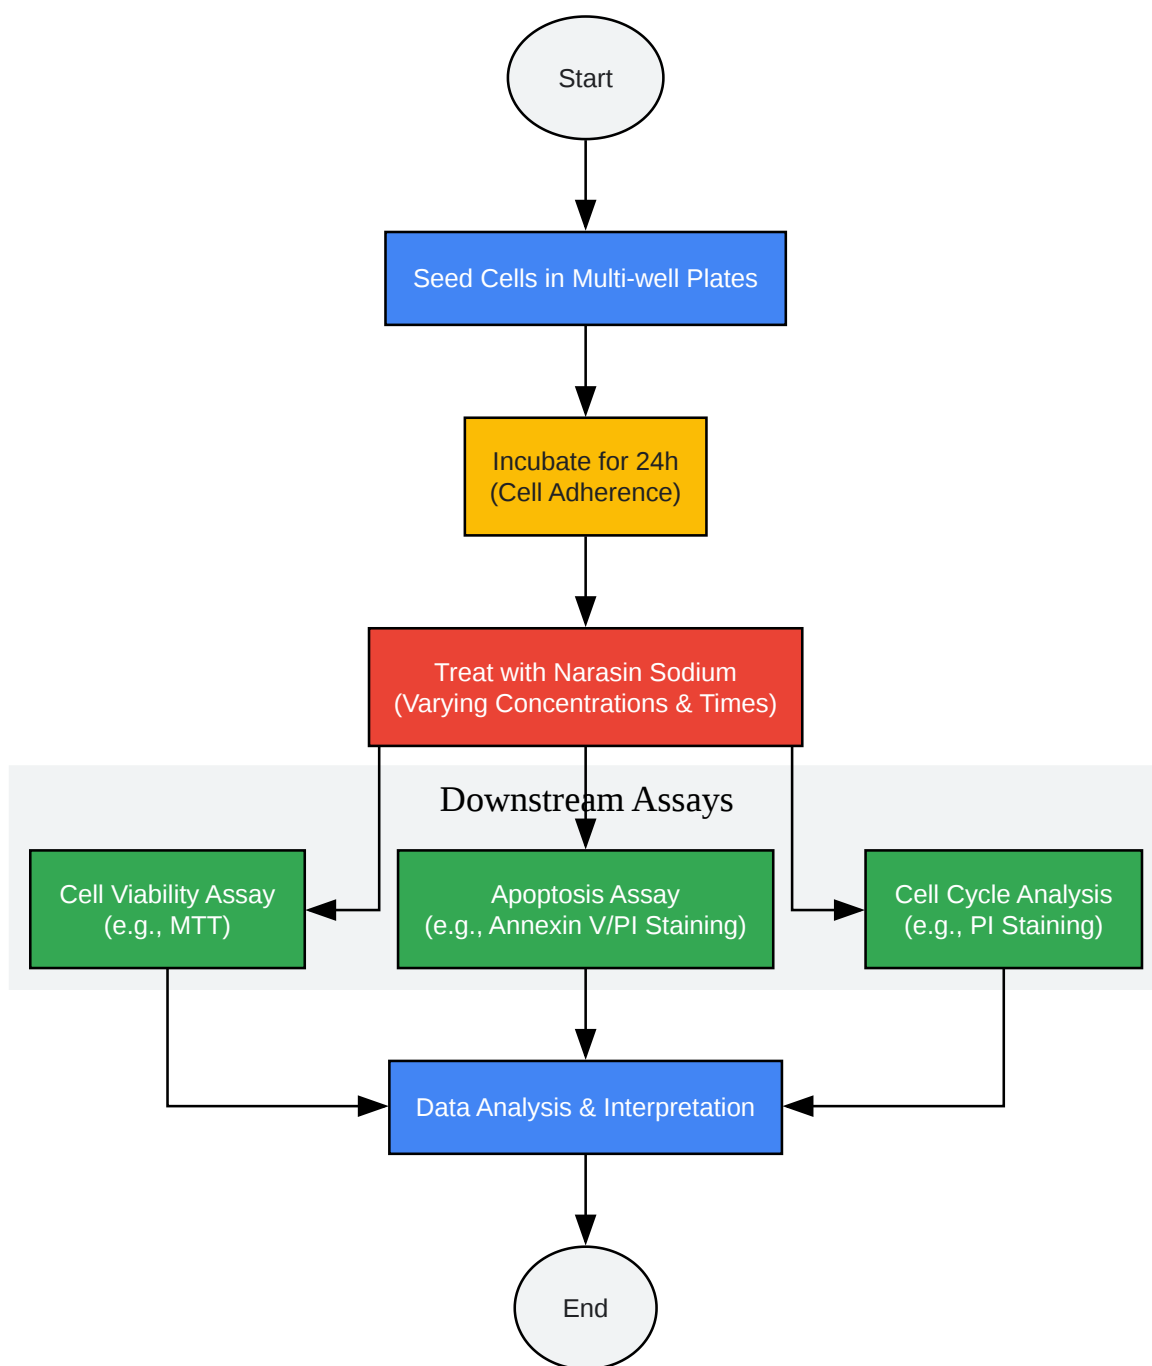 Start
Seed Cells in Multi-well Plates
Incubate for 24h
(Cell Adherence)
Treat with Narasin Sodium
(Varying Concentrations & Times)
Downstream Assays
Cell Viability Assay
(e.g., MTT)
Apoptosis Assay
(e.g., Annexin V/PI Staining)
Cell Cycle Analysis
(e.g., PI Staining)
Data Analysis & Interpretation
End